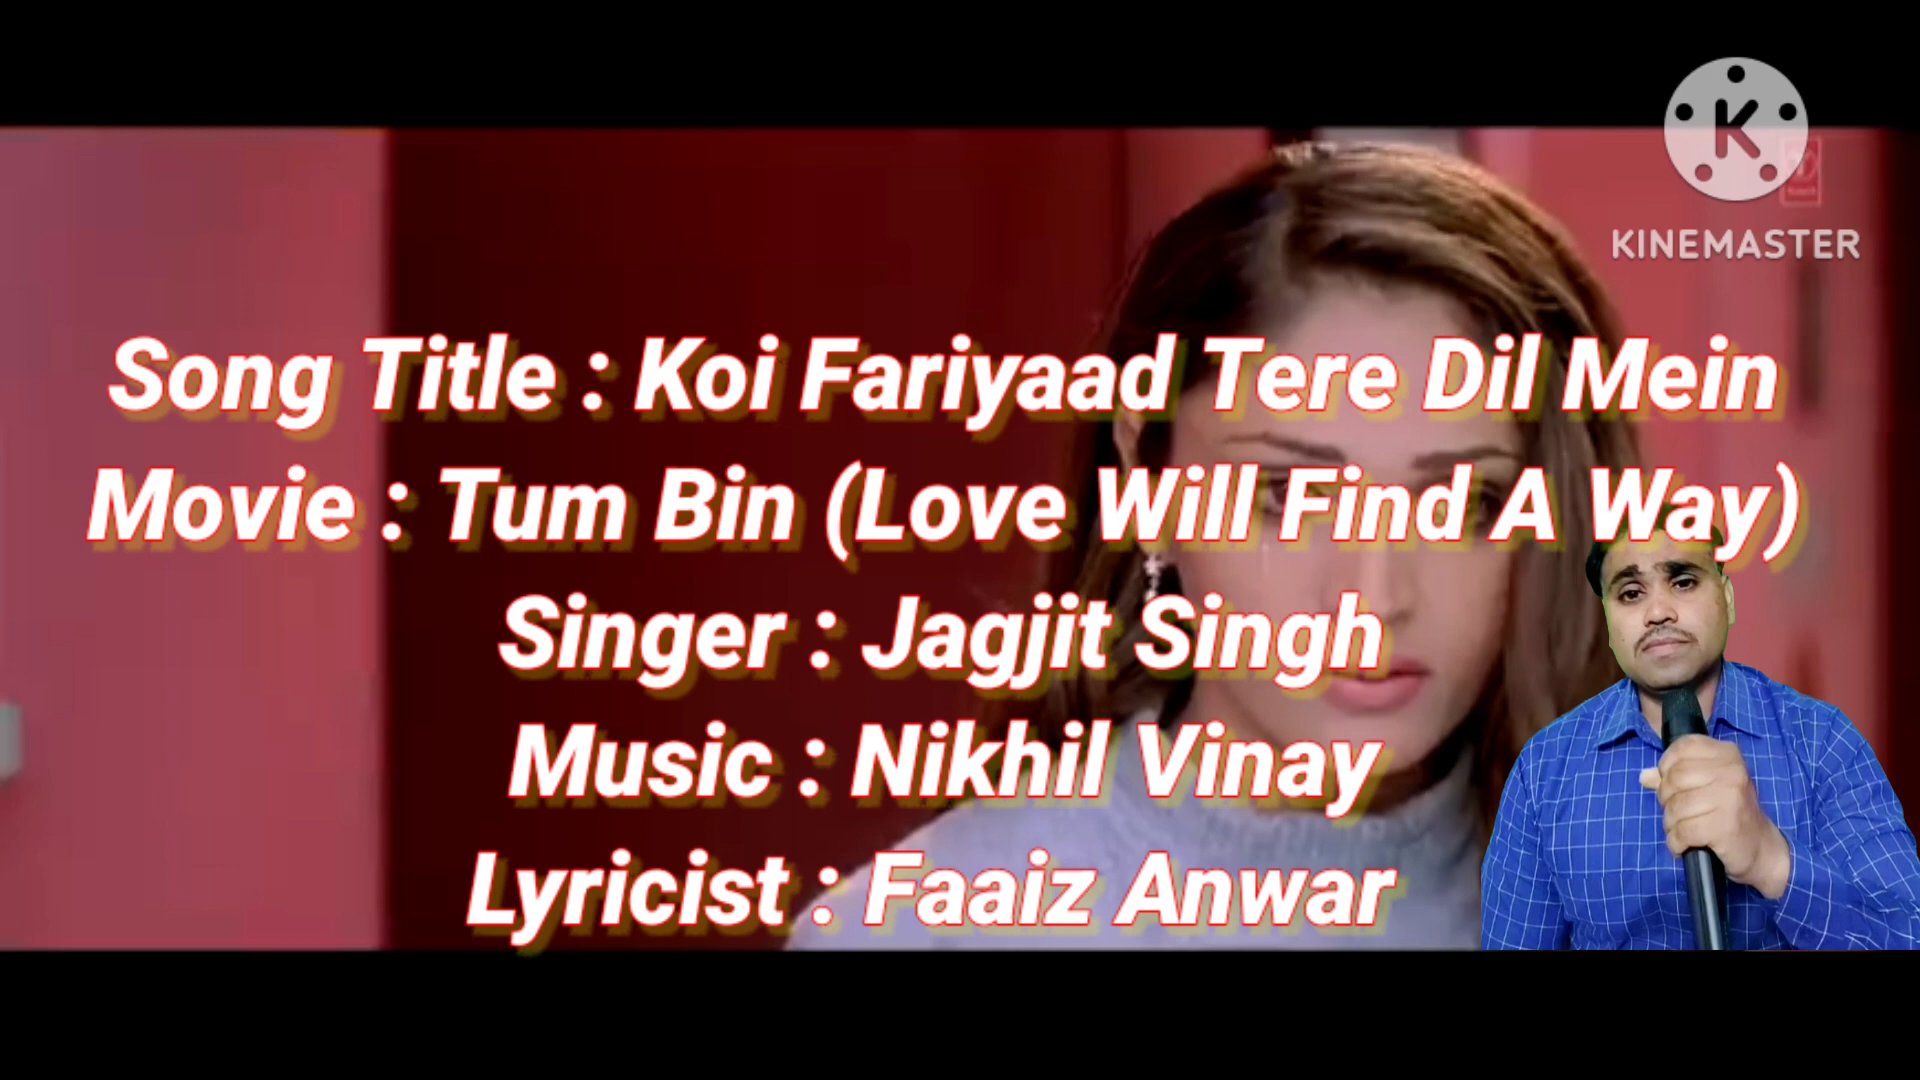 KINEMASTER
Song Title : Koi Fariyaad Tere Dil Mein
Movie : Tum Bin (Love Will Find A Way)
Singer : Jagjit Singh
Music : Nikhil Vinay
Lyricist : Faaiz Anwar